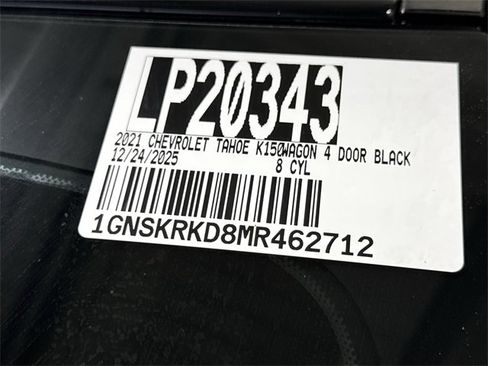 LP20343
2021 CHEVROLET TAHOE K150WAGON 4 DOOR BLACK
12/24/2025 8 CYL
1GNSKRKD8MR462712